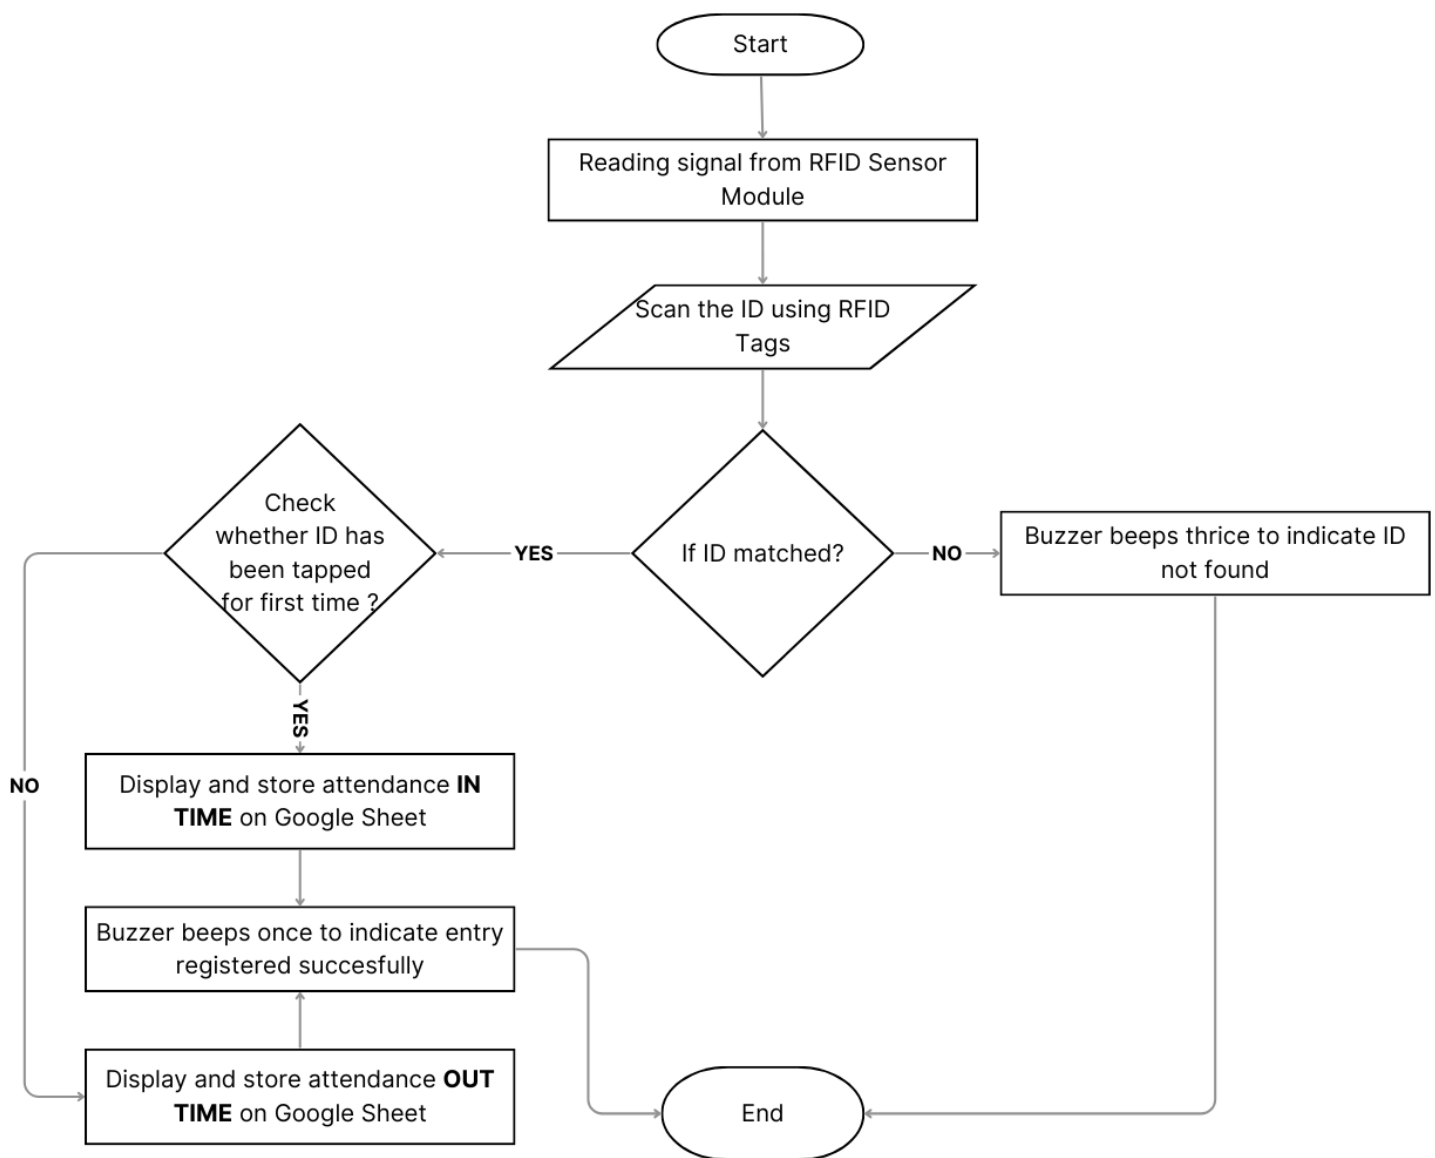 Start
Reading signal from RFID Sensor
Module
Scan the ID using RFID
Tags
If ID matched?
YES
NO
Check
whether ID has
been tapped
for first time ?
Buzzer beeps thrice to indicate ID
not found
YES
NO
Display and store attendance IN
TIME on Google Sheet
Buzzer beeps once to indicate entry
registered succesfully
Display and store attendance OUT
TIME on Google Sheet
End